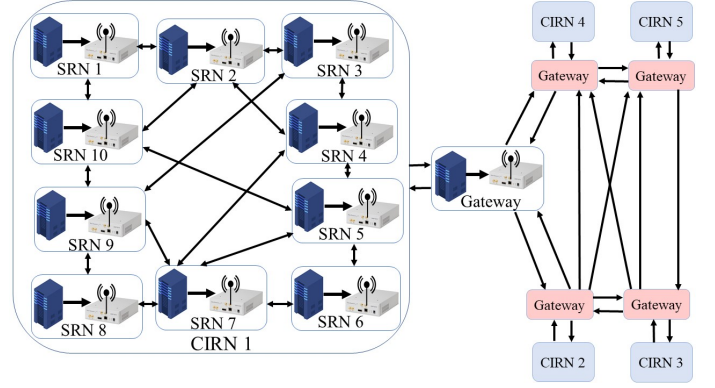 CIRN 4
CIRN 5
SRN 1
SRN 2
SRN 3
Gateway
Gateway
SRN 10
SRN 4
Gateway
SRN 9
SRN 5
SRN 8
SRN 7
SRN 6
CIRN 1
Gateway
Gateway
CIRN 2
CIRN 3